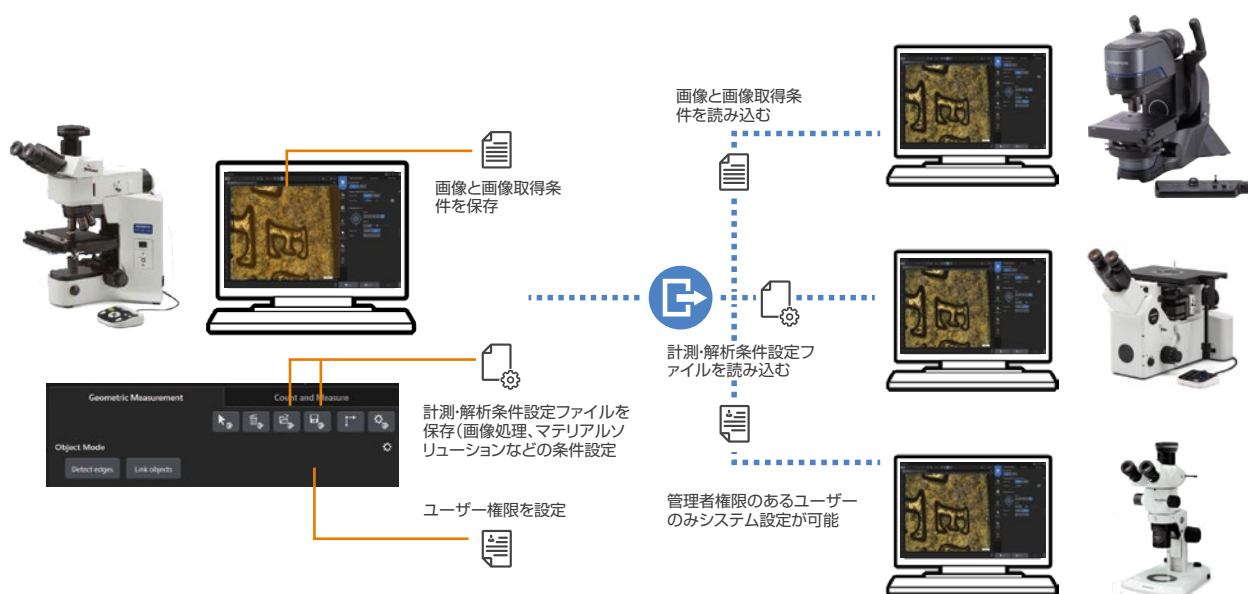 画像と画像取得条
件を保存
Geometric Measurement
Count and Measure
Object Mode
Detect edges
Link objects
計測・解析条件設定ファイルを
保存(画像処理、マテリアルソ
リューションなどの条件設定
ユーザー権限を設定
画像と画像取得条
件を読み込む
計測・解析条件設定フ
ァイルを読み込む
管理者権限のあるユーザー
のみシステム設定が可能